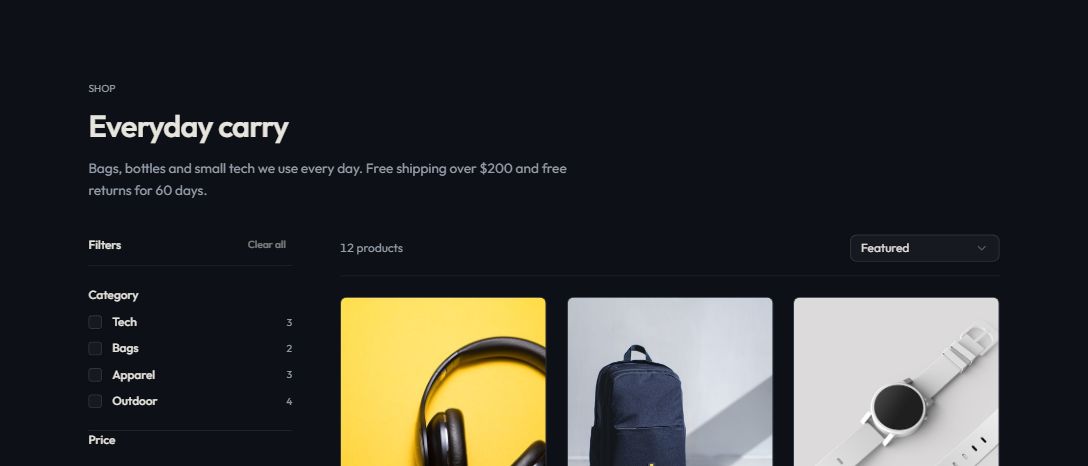 SHOP
Everyday carry
Bags, bottles and small tech we use every day. Free shipping over $200 and free
returns for 60 days.
Filters
Clear all
12 products
Featured
Category
Tech 3
Bags 2
Apparel 3
Outdoor 4
Price